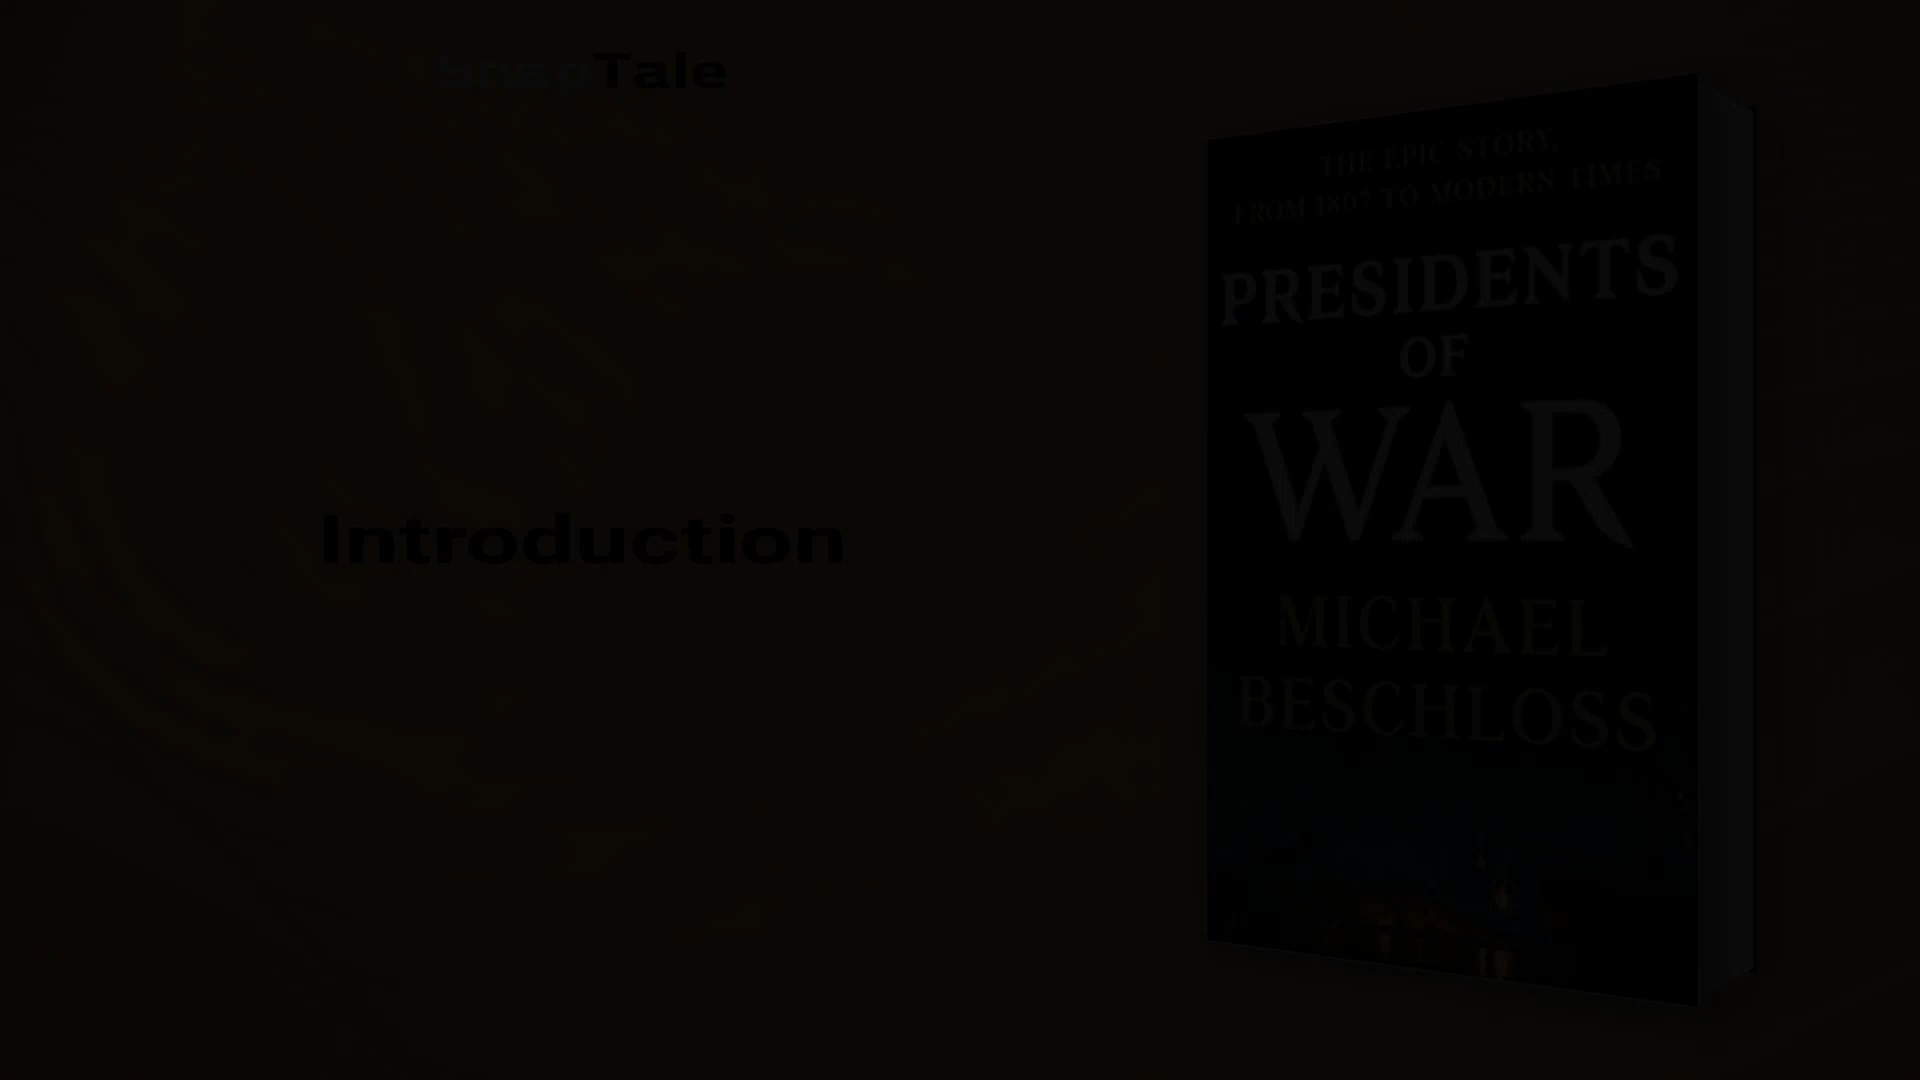 SnapTale
Introduction
THE EPIC STORY,
FROM 1807 TO MODERN TIMES
PRESIDENTS
OF
WAR
MICHAEL
BESCHLOSS